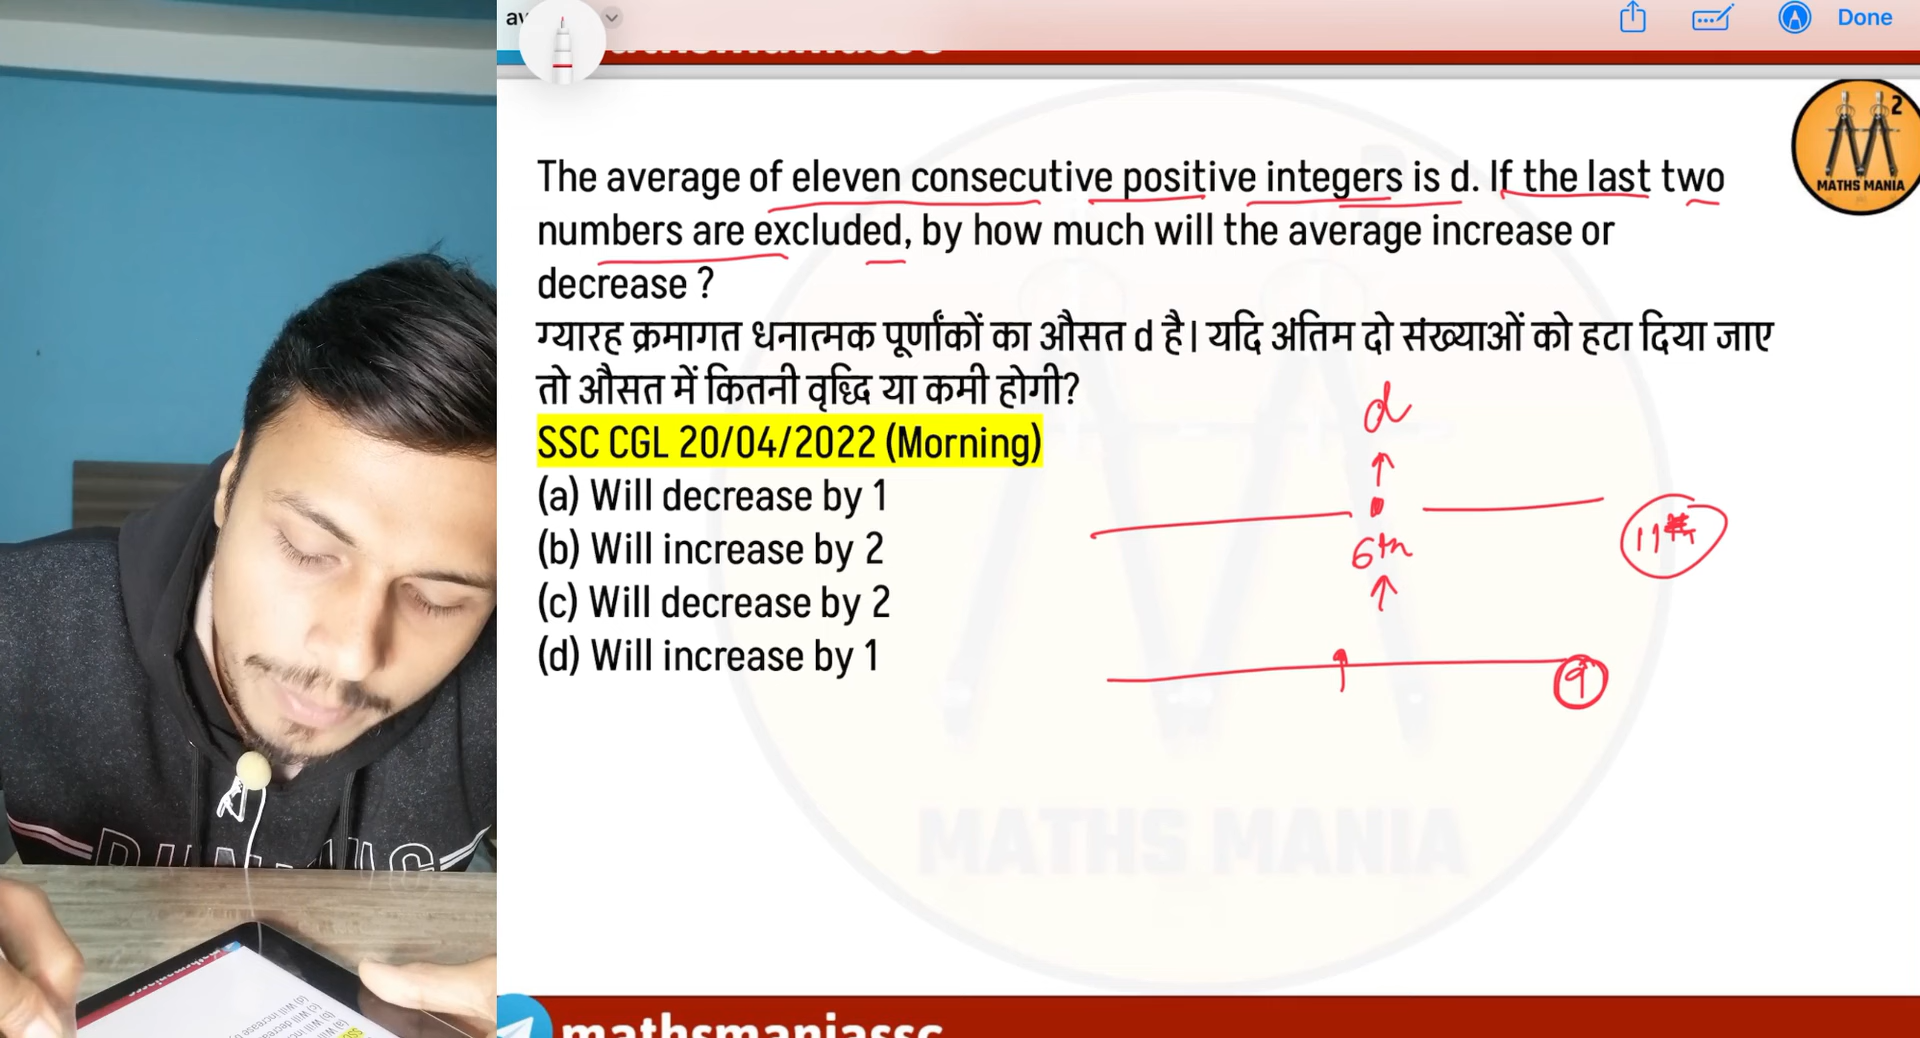 Done
The average of eleven consecutive positive integers is d. If the last two
numbers are excluded, by how much will the average increase or
decrease ?
ग्यारह क्रमागत धनात्मक पूर्णांकों का औसत d है। यदि अंतिम दो संख्याओं को हटा दिया जाए
तो औसत में कितनी वृद्धि या कमी होगी?
SSC CGL 20/04/2022 (Morning)
(a) Will decrease by 1
(b) Will increase by 2
(c) Will decrease by 2
(d) Will increase by 1
d
6th
9
2
MATHS MANIA
MATHS MANIA
mathsmaniassc